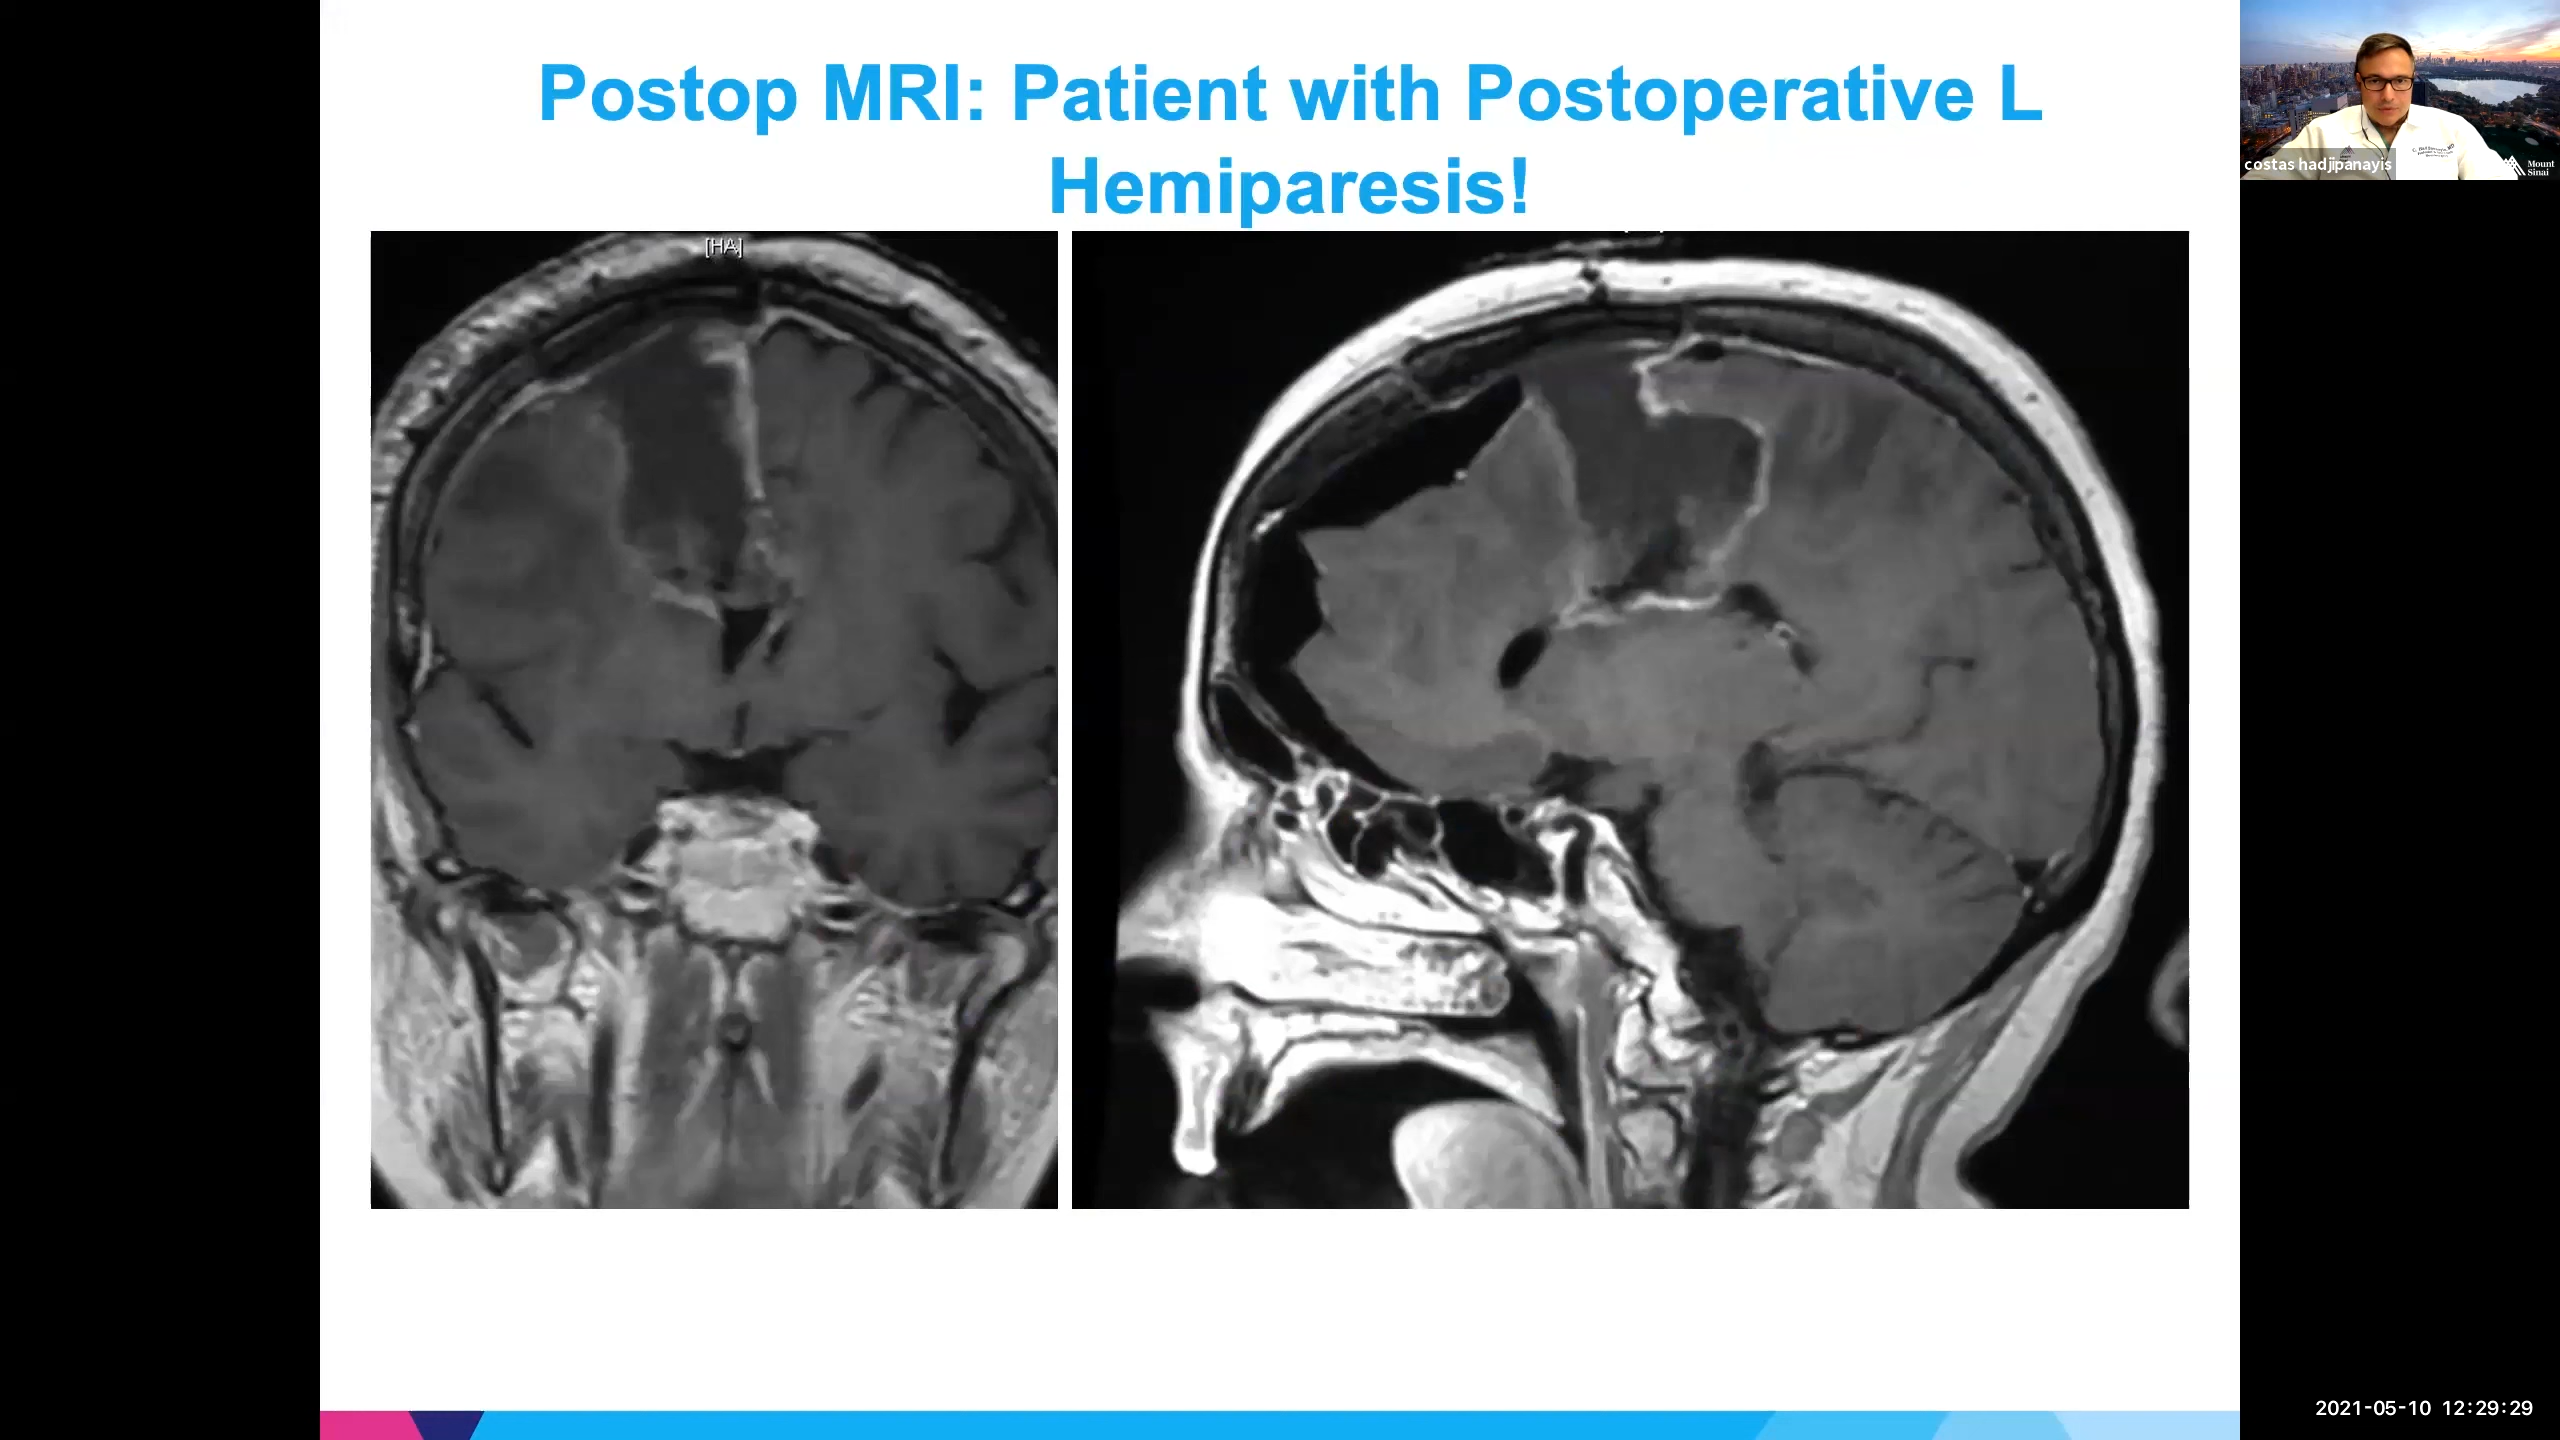 Postop MRI: Patient with Postoperative L
Hemiparesis!
[HA]
costas hadjipanayis
Mount
Sinai
2021-05-10 12:29:29